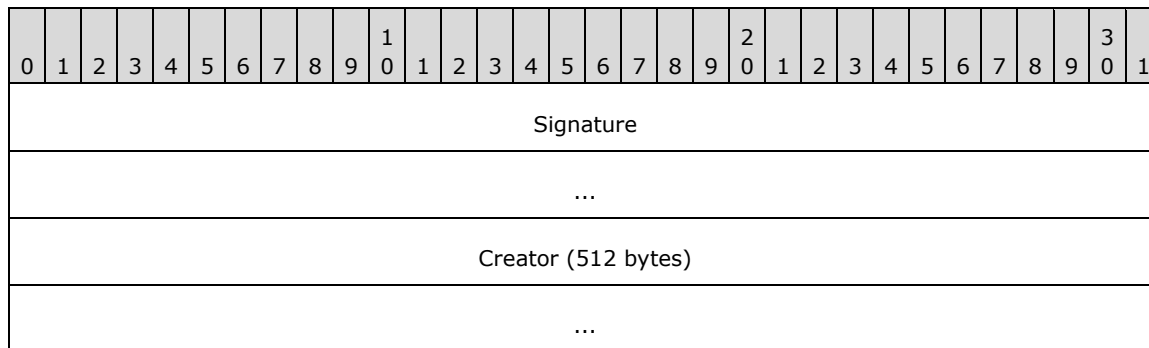 1 2 3
0 1 2 3 4 5 6 7 8 9 0 1 2 3 4 5 6 7 8 9 0 1 2 3 4 5 6 7 8 9 0 1
Signature
...
Creator (512 bytes)
...